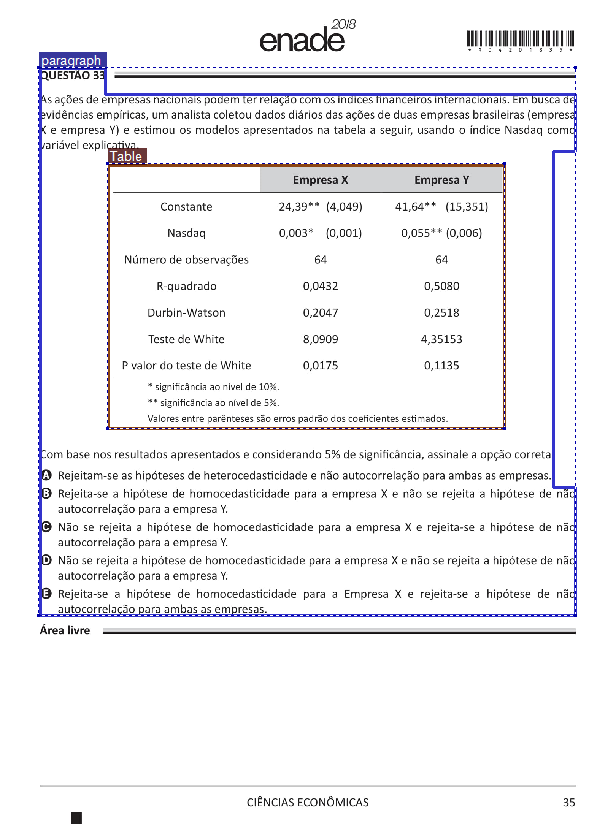 enade2018
*R3520183835*
paragraph
QUESTÃO 33
As ações de empresas nacionais podem ter relação com os índices financeiros internacionais. Em busca de
evidências empíricas, um analista coletou dados diários das ações de duas empresas brasileiras (empresa
X e empresa Y) e estimou os modelos apresentados na tabela a seguir, usando o índice Nasdaq como
variável explicativa.
Table
Empresa X Empresa Y
Constante 24,39** (4,049) 41,64** (15,351)
Nasdaq 0,003* (0,001) 0,055** (0,006)
Número de observações 64 64
R-quadrado 0,0432 0,5080
Durbin-Watson 0,2047 0,2518
Teste de White 8,0909 4,35153
P valor do teste de White 0,0175 0,1135
* significância ao nível de 10%.
** significância ao nível de 5%.
Valores entre parênteses são erros padrão dos coeficientes estimados.
Com base nos resultados apresentados e considerando 5% de significância, assinale a opção correta
A Rejeitam-se as hipóteses de heterocedasticidade e não autocorrelação para ambas as empresas.
B Rejeita-se a hipótese de homocedasticidade para a empresa X e não se rejeita a hipótese de não
autocorrelação para a empresa Y.
C Não se rejeita a hipótese de homocedasticidade para a empresa X e rejeita-se a hipótese de não
autocorrelação para a empresa Y.
D Não se rejeita a hipótese de homocedasticidade para a empresa X e não se rejeita a hipótese de não
autocorrelação para a empresa Y.
E Rejeita-se a hipótese de homocedasticidade para a Empresa X e rejeita-se a hipótese de não
autocorrelação para ambas as empresas.
Área livre
CIÊNCIAS ECONÔMICAS 35